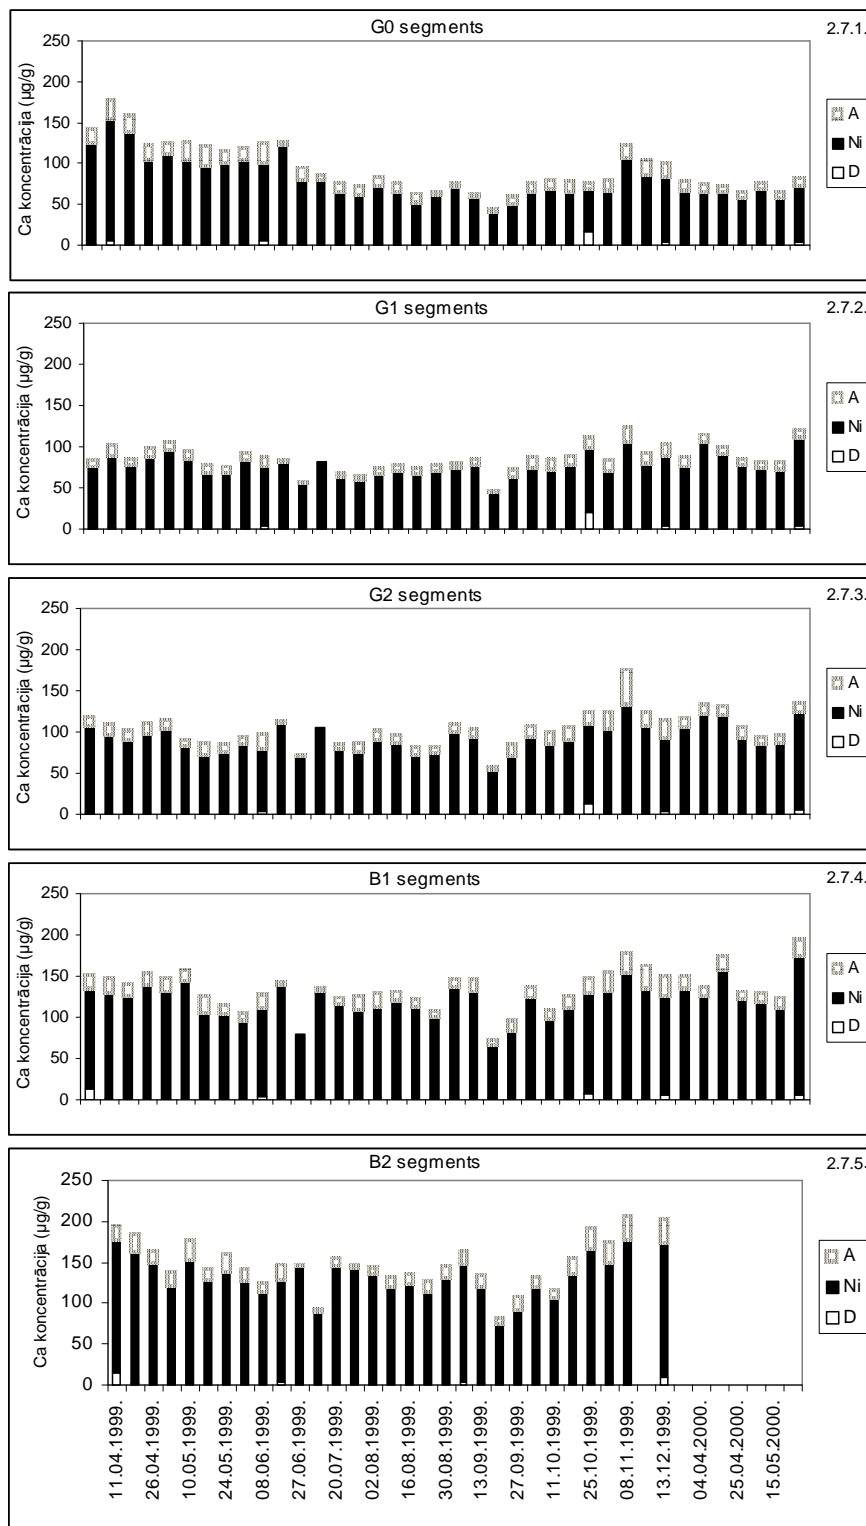 G0 segments
2.7.1.
Ca koncentrācija (µg/g)
250
200
150
100
50
0
A
Ni
D
G1 segments
2.7.2.
Ca koncentrācija (µg/g)
250
200
150
100
50
0
A
Ni
D
G2 segments
2.7.3.
Ca koncentrācija (µg/g)
250
200
150
100
50
0
A
Ni
D
B1 segments
2.7.4.
Ca koncentrācija (µg/g)
250
200
150
100
50
0
A
Ni
D
B2 segments
2.7.5.
Ca koncentrācija (µg/g)
250
200
150
100
50
0
A
Ni
D
11.04.1999.
26.04.1999.
10.05.1999.
24.05.1999.
08.06.1999.
27.06.1999.
20.07.1999.
02.08.1999.
16.08.1999.
30.08.1999.
13.09.1999.
27.09.1999.
11.10.1999.
25.10.1999.
08.11.1999.
13.12.1999.
04.04.2000.
25.04.2000.
15.05.2000.